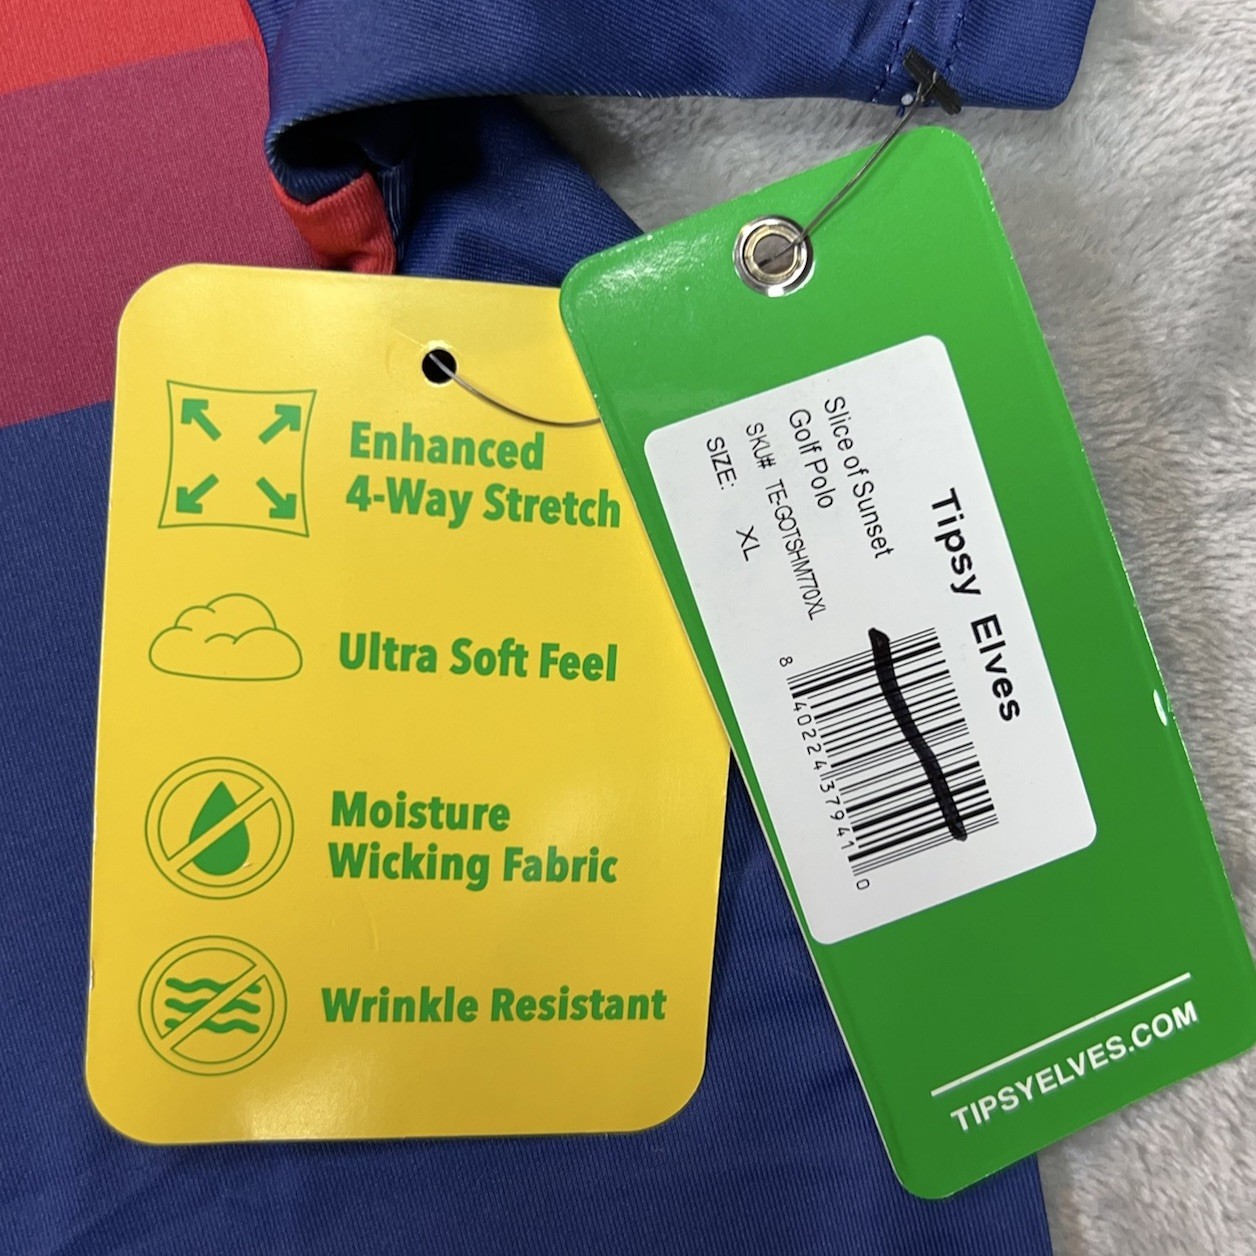 Enhanced
4-Way Stretch
Ultra Soft Feel
Moisture
Wicking Fabric
Wrinkle Resistant
Tipsy Elves
Slice of Sunset
Golf Polo
SKU# TE-GOTSHM770XL
SIZE: XL
8 40224 37941 0
TIPSYELVES.COM